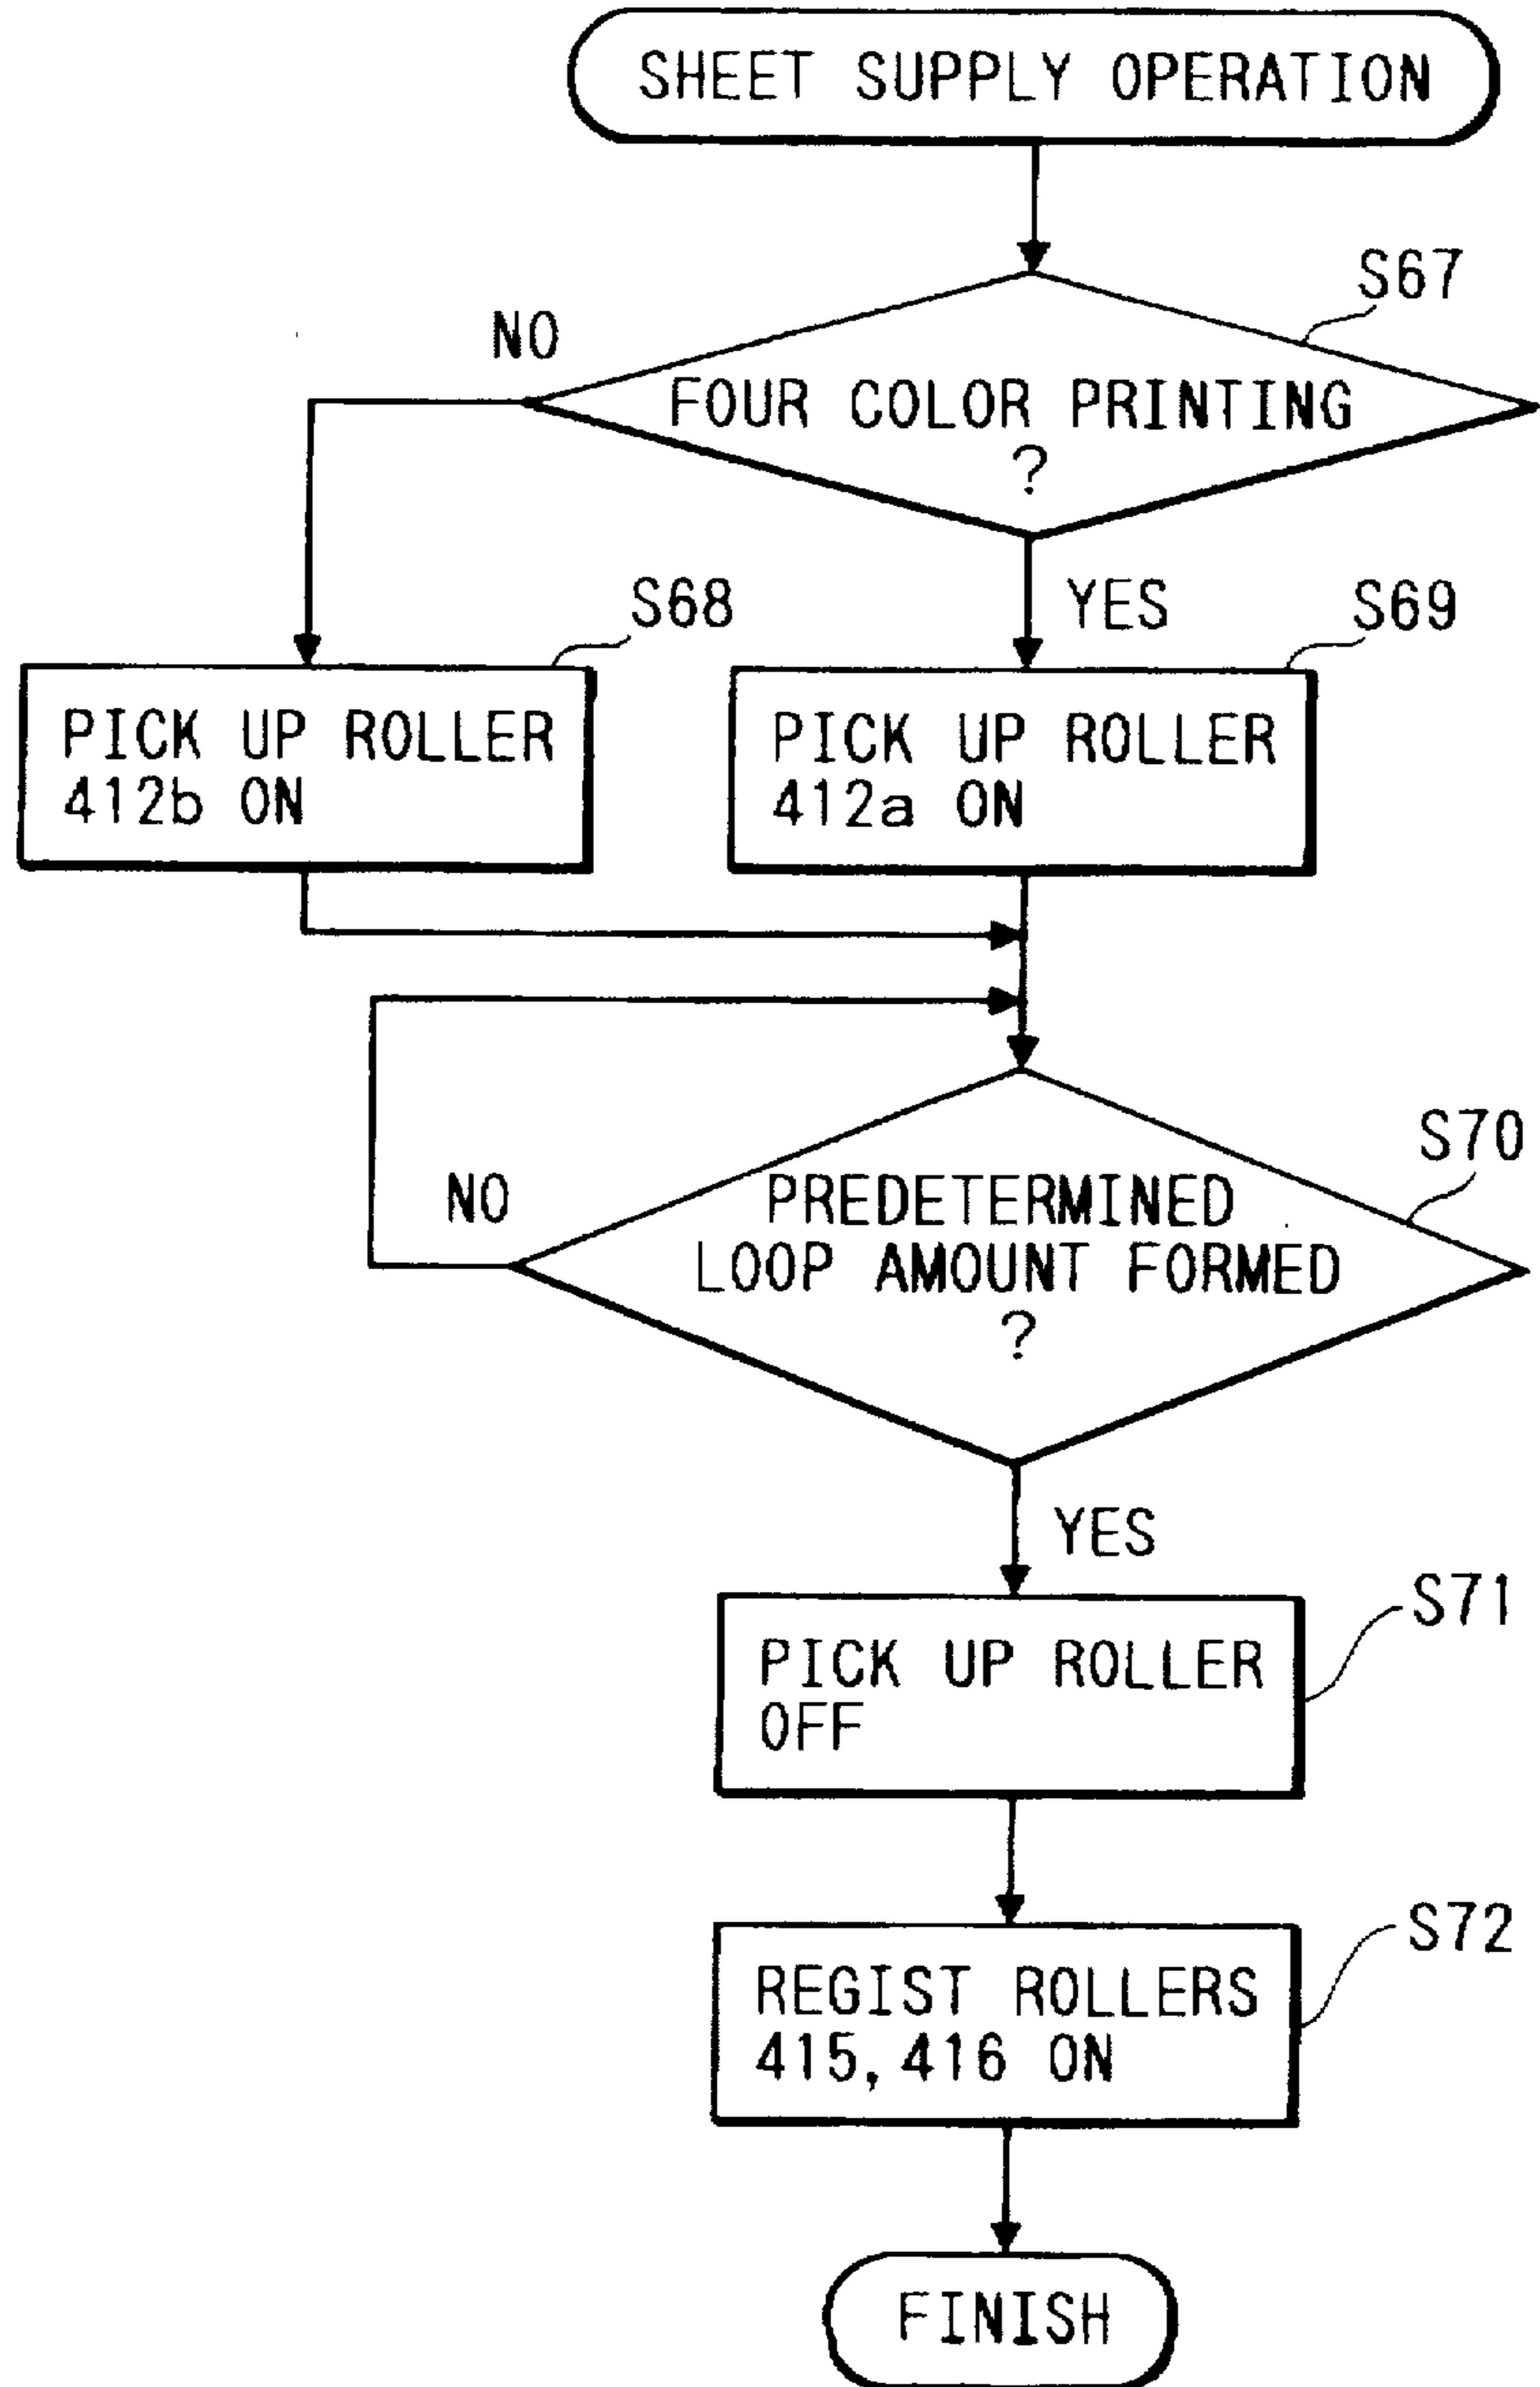 SHEET SUPPLY OPERATION
S67
NO
FOUR COLOR PRINTING
?
S68
YES
S69
PICK UP ROLLER
412b ON
PICK UP ROLLER
412a ON
S70
NO
PREDETERMINED
LOOP AMOUNT FORMED
?
YES
S71
PICK UP ROLLER
OFF
S72
REGIST ROLLERS
415, 416 ON
FINISH